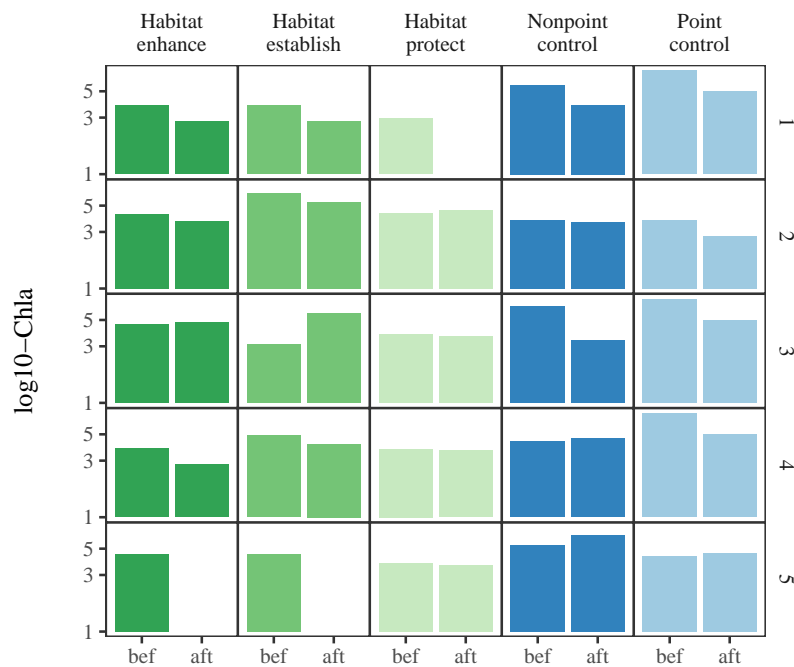 Habitat enhance
Habitat establish
Habitat protect
Nonpoint control
Point control
log10−Chla
5
3
1
1
5
3
1
2
5
3
1
3
5
3
1
4
5
3
1
5
bef aft bef aft bef aft bef aft bef aft